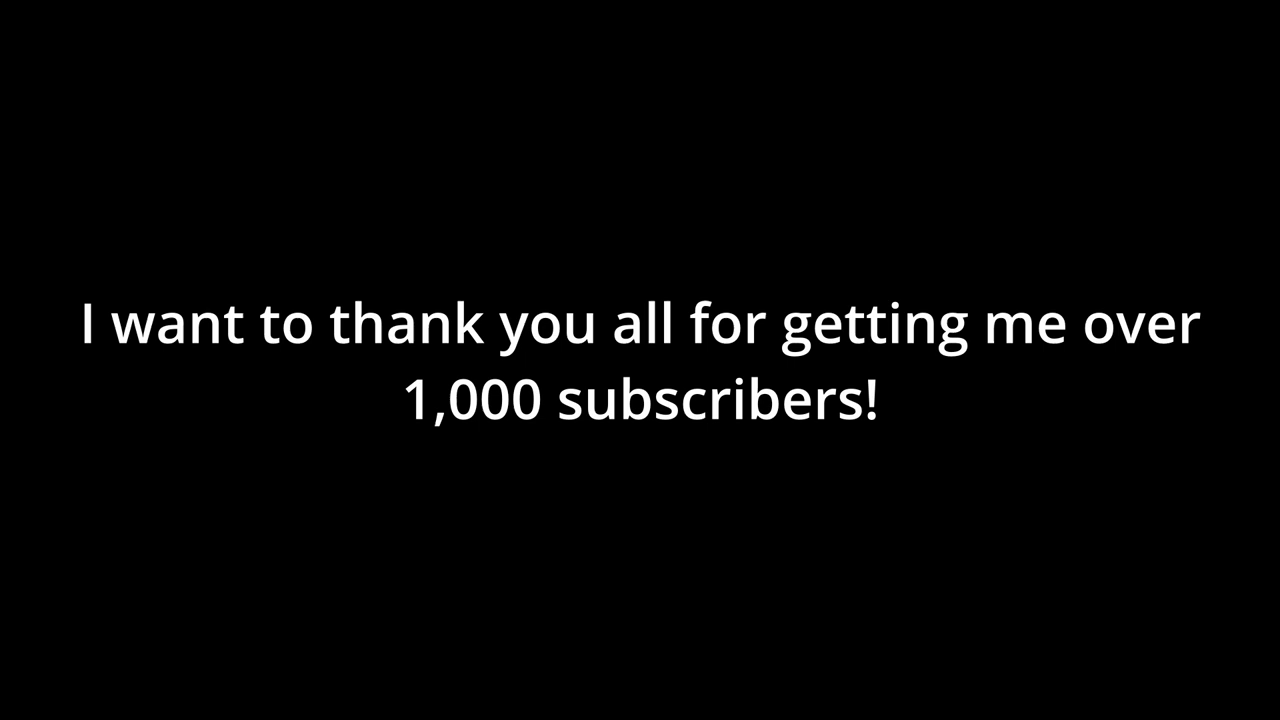 I want to thank you all for getting me over
1,000 subscribers!